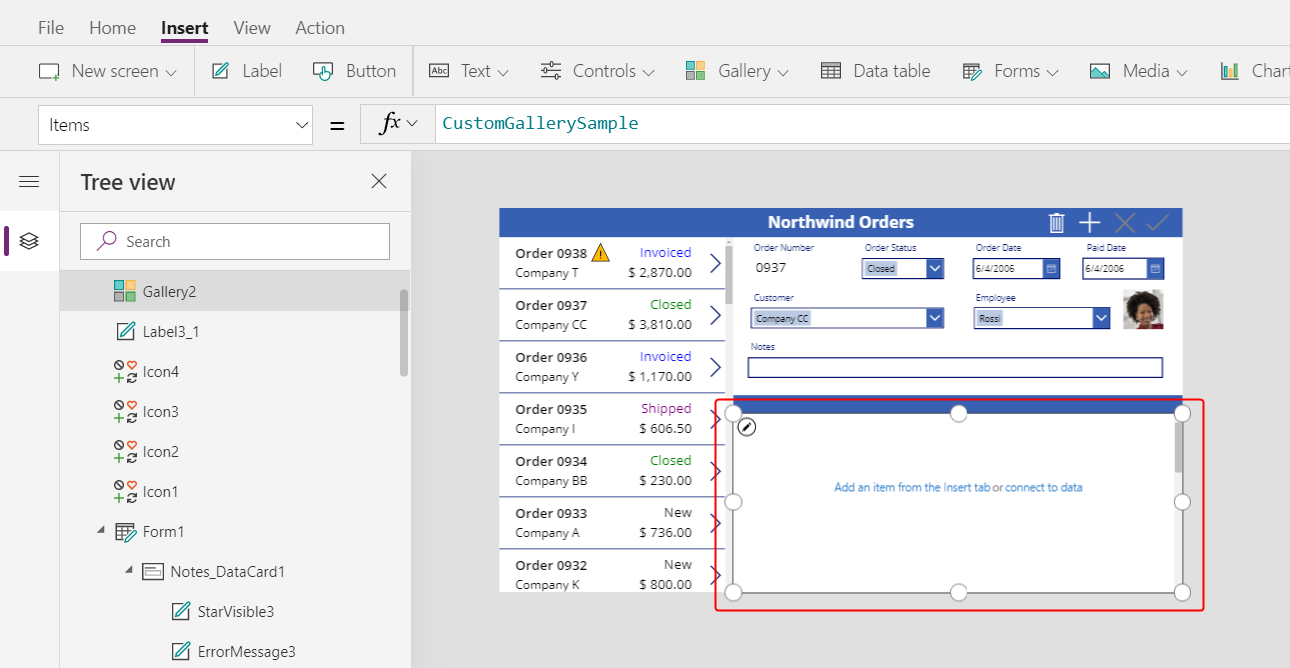 File Home Insert View Action
New screen Label Button Abc Text Controls Gallery Data table Forms Media Chart
Items = fx CustomGallerySample
Tree view
Search
Gallery2
Label3_1
Icon4
Icon3
Icon2
Icon1
Form1
Notes_DataCard1
StarVisible3
ErrorMessage3
Northwind Orders
Order 0938 Invoiced
Company T $ 2,870.00
Order 0937 Closed
Company CC $ 3,810.00
Order 0936 Invoiced
Company Y $ 1,170.00
Order 0935 Shipped
Company I $ 606.50
Order 0934 Closed
Company BB $ 230.00
Order 0933 New
Company A $ 736.00
Order 0932 New
Company K $ 800.00
Order Number Order Status Order Date Paid Date
0937 Closed 6/4/2006 6/4/2006
Customer Employee
Company CC Rossi
Notes
Add an item from the Insert tab or connect to data